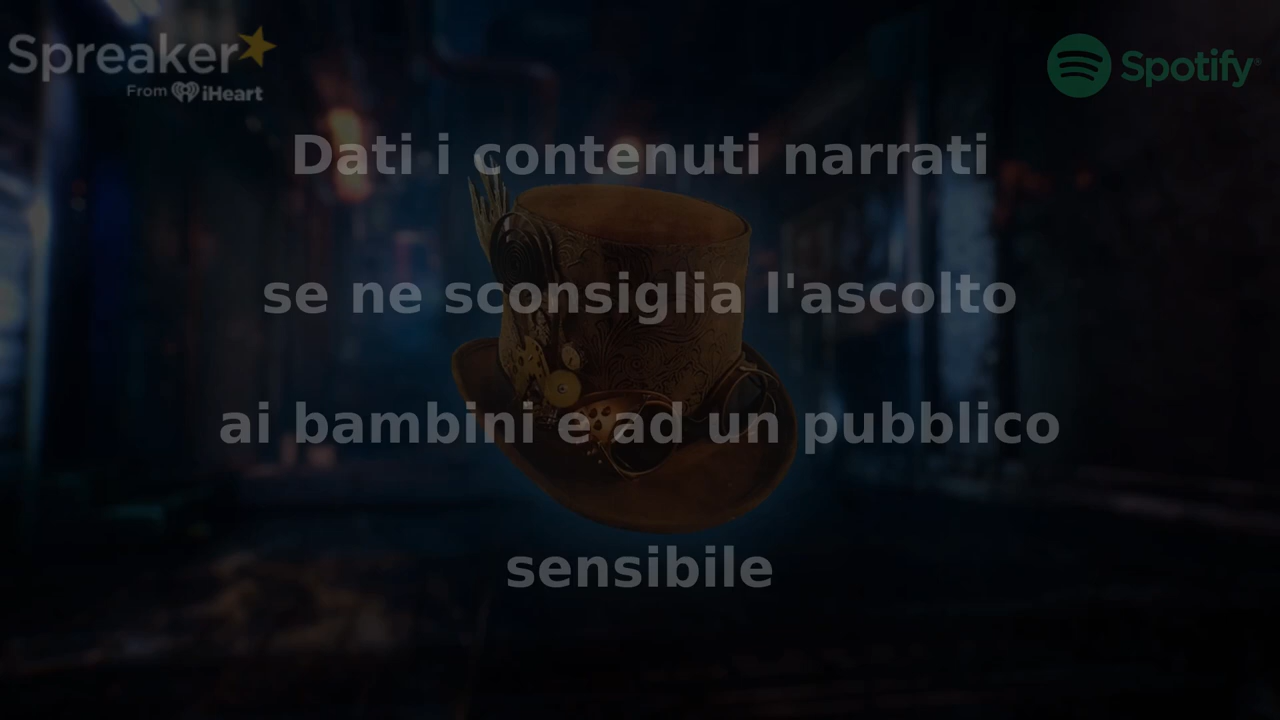 Spreaker
From iHeart
Spotify®
Dati i contenuti narrati
se ne sconsiglia l'ascolto
ai bambini e ad un pubblico
sensibile